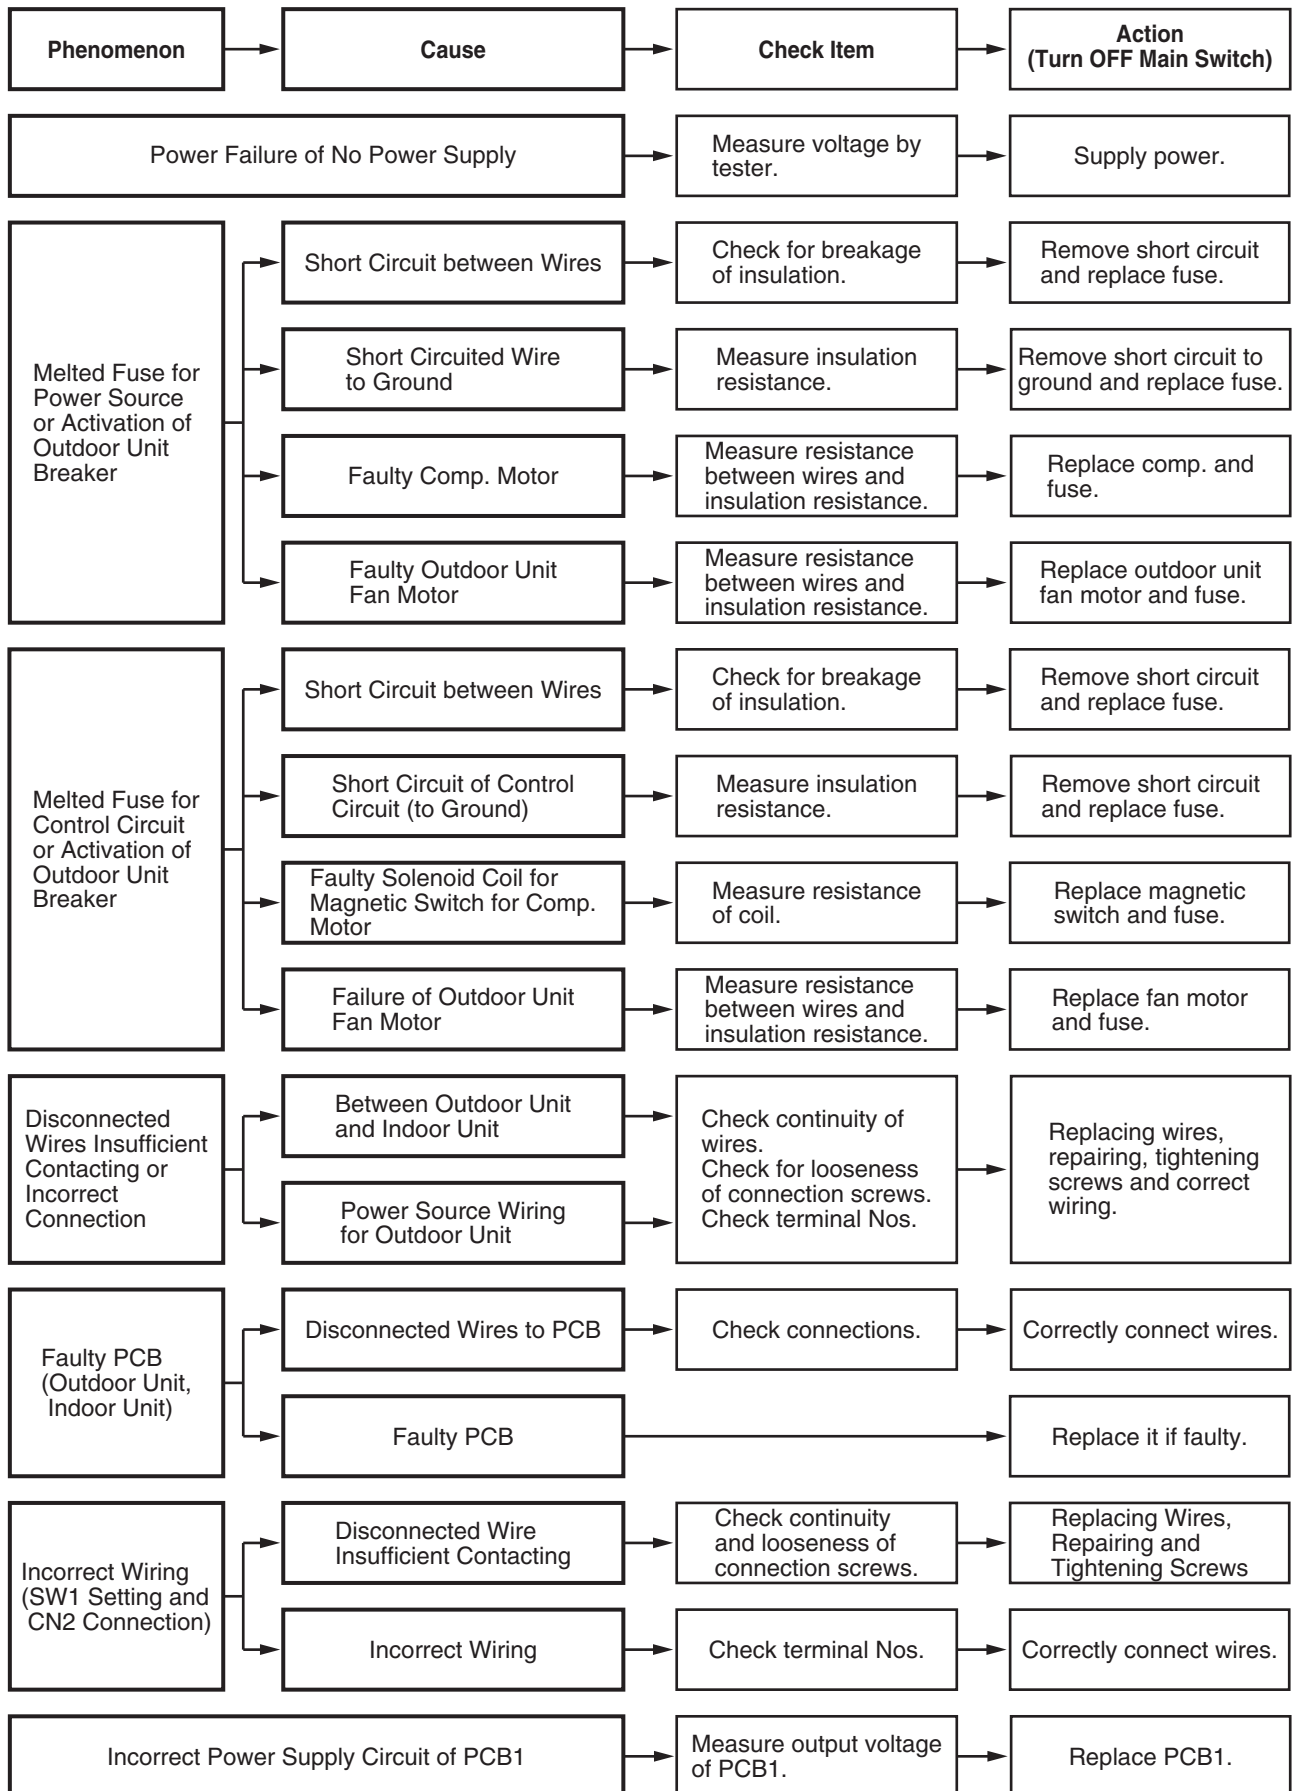 Phenomenon
Cause
Check Item
Action
(Turn OFF Main Switch)
Power Failure of No Power Supply
Measure voltage by
tester.
Supply power.
Melted Fuse for
Power Source
or Activation of
Outdoor Unit
Breaker
Short Circuit between Wires
Check for breakage
of insulation.
Remove short circuit
and replace fuse.
Short Circuited Wire
to Ground
Measure insulation
resistance.
Remove short circuit to
ground and replace fuse.
Faulty Comp. Motor
Measure resistance
between wires and
insulation resistance.
Replace comp. and
fuse.
Faulty Outdoor Unit
Fan Motor
Measure resistance
between wires and
insulation resistance.
Replace outdoor unit
fan motor and fuse.
Melted Fuse for
Control Circuit
or Activation of
Outdoor Unit
Breaker
Short Circuit between Wires
Check for breakage
of insulation.
Remove short circuit
and replace fuse.
Short Circuit of Control
Circuit (to Ground)
Measure insulation
resistance.
Remove short circuit
and replace fuse.
Faulty Solenoid Coil for
Magnetic Switch for Comp.
Motor
Measure resistance
of coil.
Replace magnetic
switch and fuse.
Failure of Outdoor Unit
Fan Motor
Measure resistance
between wires and
insulation resistance.
Replace fan motor
and fuse.
Disconnected
Wires Insufficient
Contacting or
Incorrect
Connection
Between Outdoor Unit
and Indoor Unit
Power Source Wiring
for Outdoor Unit
Check continuity of
wires.
Check for looseness
of connection screws.
Check terminal Nos.
Replacing wires,
repairing, tightening
screws and correct
wiring.
Faulty PCB
(Outdoor Unit,
Indoor Unit)
Disconnected Wires to PCB
Check connections.
Correctly connect wires.
Faulty PCB
Replace it if faulty.
Incorrect Wiring
(SW1 Setting and
CN2 Connection)
Disconnected Wire
Insufficient Contacting
Check continuity
and looseness of
connection screws.
Replacing Wires,
Repairing and
Tightening Screws
Incorrect Wiring
Check terminal Nos.
Correctly connect wires.
Incorrect Power Supply Circuit of PCB1
Measure output voltage
of PCB1.
Replace PCB1.